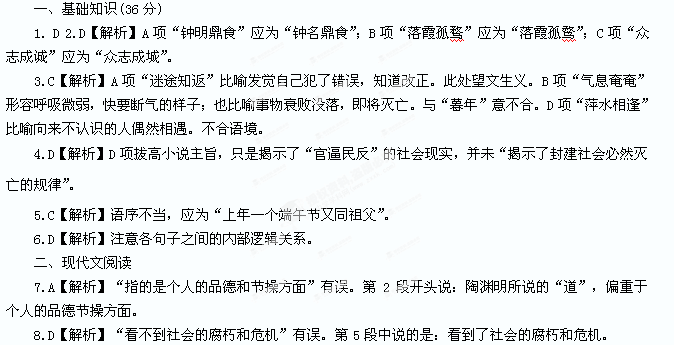 一、基础知识(36 分)
1. D 2.D【解析】A 项“钟明鼎食”应为“钟名鼎食”；B 项“落霞孤鹜”应为“落霞孤鹜”；C 项“众
志成诚”应为“众志成城”。
3.C【解析】A 项“迷途知返”比喻发觉自己犯了错误，知道改正。此处望文生义。B 项“气息奄奄”
形容呼吸微弱，快要断气的样子；也比喻事物衰败没落，即将灭亡。与“暮年”意不合。D 项“萍水相逢”
比喻向来不认识的人偶然相遇。不合语境。
4.D【解析】D 项拔高小说主旨，只是揭示了“官逼民反”的社会现实，并未“揭示了封建社会必然灭
亡的规律”。
5.C【解析】语序不当，应为“上年一个端午节又同祖父”。
6.D【解析】注意各句子之间的内部逻辑关系。
二、现代文阅读
7.A【解析】“指的是个人的品德和节操方面”有误。第 2 段开头说：陶渊明所说的“道”，偏重于
个人的品德节操方面。
8.D【解析】“看不到社会的腐朽和危机”有误。第 5 段中说的是：看到了社会的腐朽和危机。